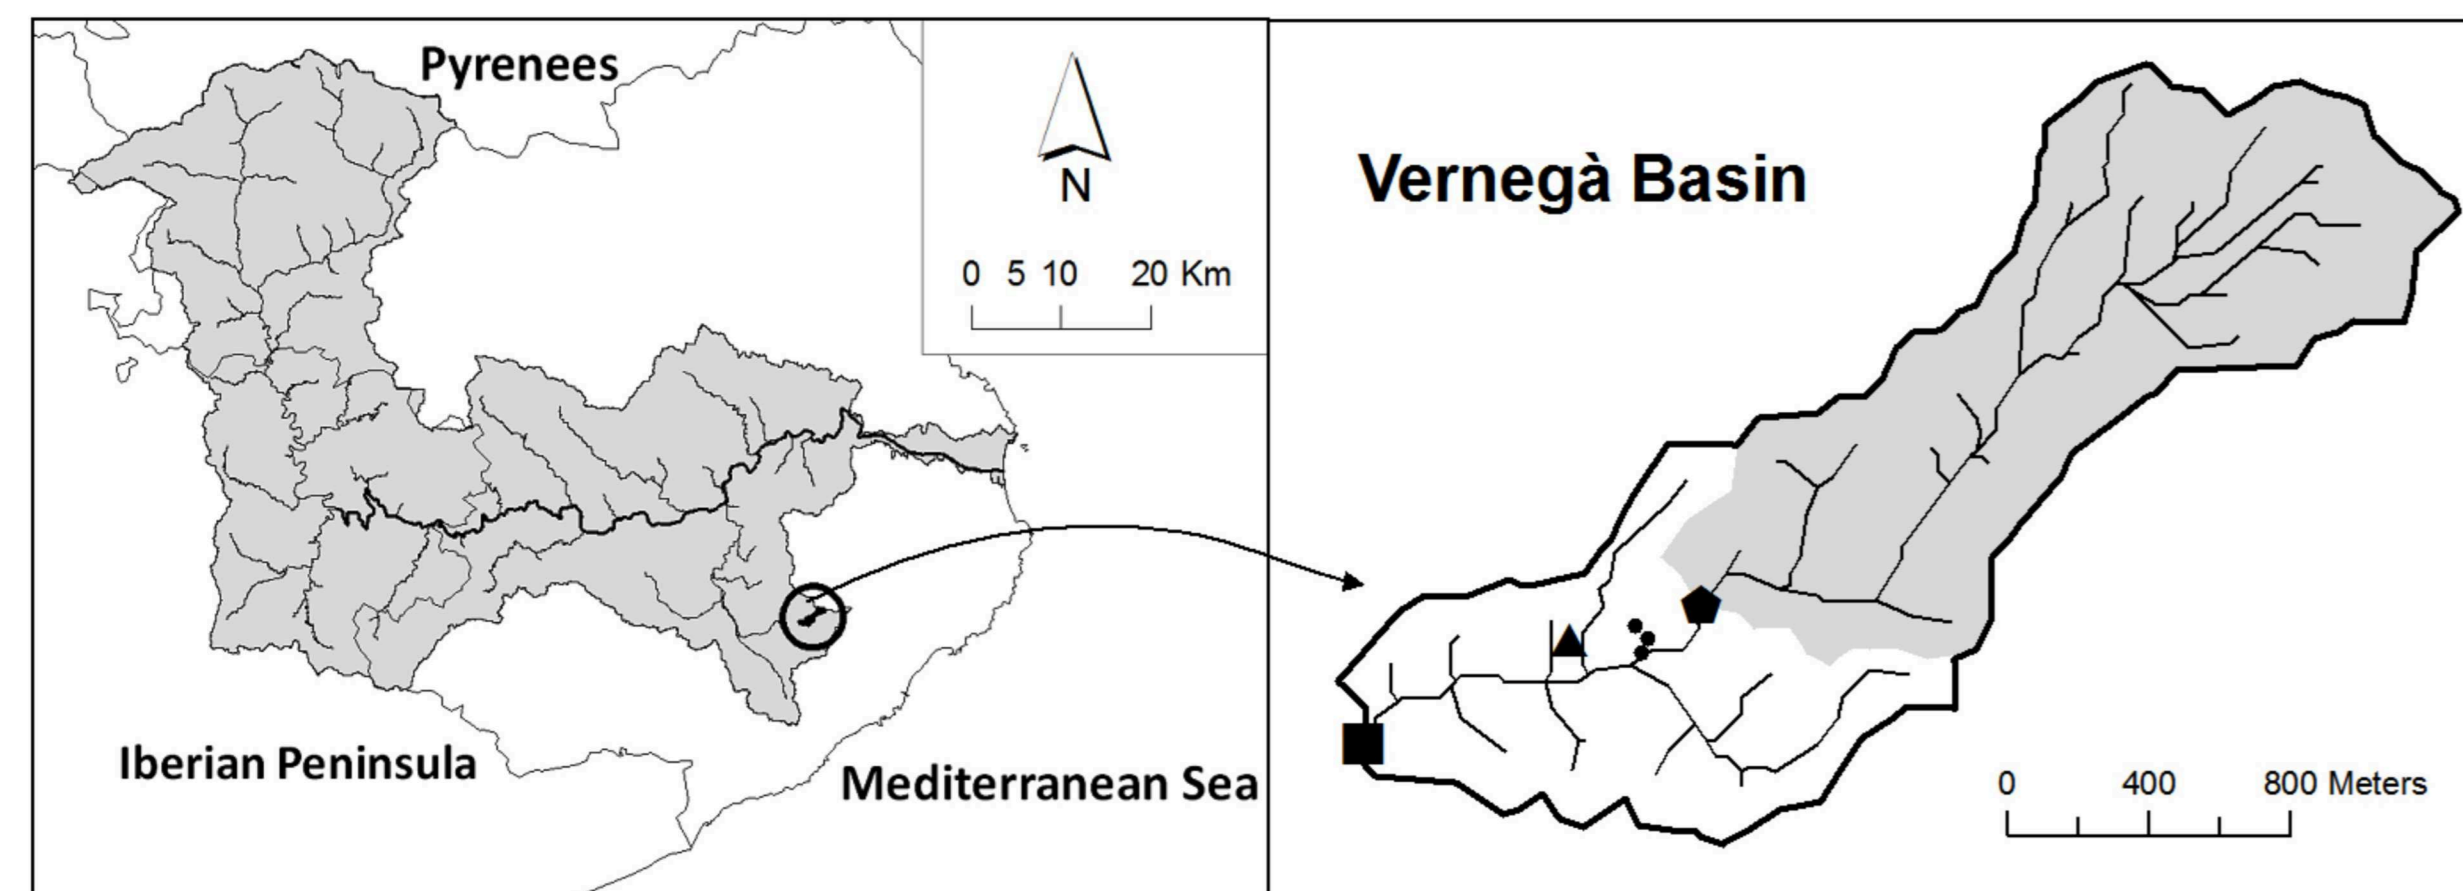 Pyrenees
N
0 5 10 20 Km
Iberian Peninsula
Mediterranean Sea
Vernegà Basin
0 400 800 Meters